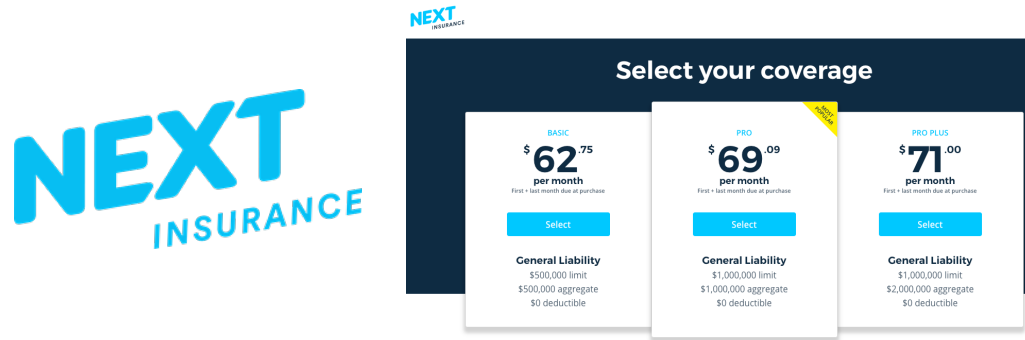 NEXT
INSURANCE
NEXT
INSURANCE
Select your coverage
MOST
POPULAR
BASIC
$62.75
per month
First + last month due at purchase
Select
General Liability
$500,000 limit
$500,000 aggregate
$0 deductible
PRO
$69.09
per month
First + last month due at purchase
Select
General Liability
$1,000,000 limit
$1,000,000 aggregate
$0 deductible
PRO PLUS
$71.00
per month
First + last month due at purchase
Select
General Liability
$1,000,000 limit
$2,000,000 aggregate
$0 deductible